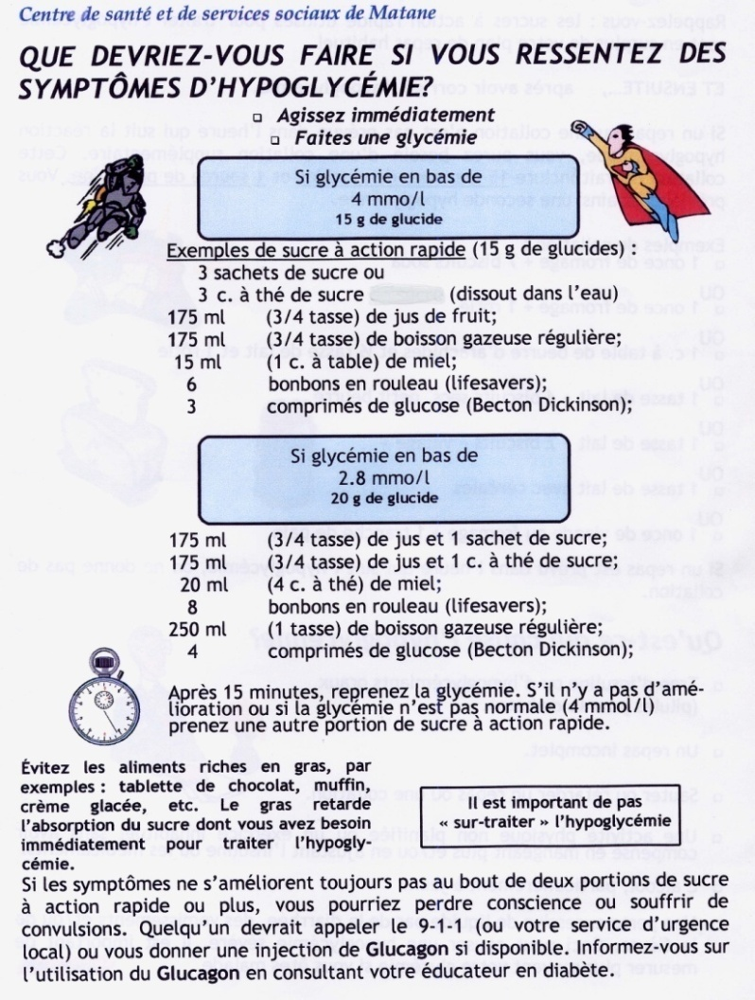 Centre de santé et de services sociaux de Matane
QUE DEVRIEZ-VOUS FAIRE SI VOUS RESSENTEZ DES
SYMPTÔMES D'HYPOGLYCÉMIE?
Agissez immédiatement
Faites une glycémie
Si glycémie en bas de
4 mmo/l
15 g de glucide
Exemples de sucre à action rapide (15 g de glucides) :
3 sachets de sucre ou
3 c. à thé de sucre (dissout dans l'eau)
175 ml (3/4 tasse) de jus de fruit;
175 ml (3/4 tasse) de boisson gazeuse régulière;
15 ml (1 c. à table) de miel;
6 bonbons en rouleau (lifesavers);
3 comprimés de glucose (Becton Dickinson);
Si glycémie en bas de
2.8 mmo/l
20 g de glucide
175 ml (3/4 tasse) de jus et 1 sachet de sucre;
175 ml (3/4 tasse) de jus et 1 c. à thé de sucre;
20 ml (4 c. à thé) de miel;
8 bonbons en rouleau (lifesavers);
250 ml (1 tasse) de boisson gazeuse régulière;
4 comprimés de glucose (Becton Dickinson);
Après 15 minutes, reprenez la glycémie. S'il n'y a pas d'amé-
lioration ou si la glycémie n'est pas normale (4 mmol/l)
prenez une autre portion de sucre à action rapide.
Évitez les aliments riches en gras, par
exemples : tablette de chocolat, muffin,
crème glacée, etc. Le gras retarde
l'absorption du sucre dont vous avez besoin
immédiatement pour traiter l'hypogly-
cémie.
Il est important de pas
« sur-traiter » l'hypoglycémie
Si les symptômes ne s'améliorent toujours pas au bout de deux portions de sucre
à action rapide ou plus, vous pourriez perdre conscience ou souffrir de
convulsions. Quelqu'un devrait appeler le 9-1-1 (ou votre service d'urgence
local) ou vous donner une injection de Glucagon si disponible. Informez-vous sur
l'utilisation du Glucagon en consultant votre éducateur en diabète.